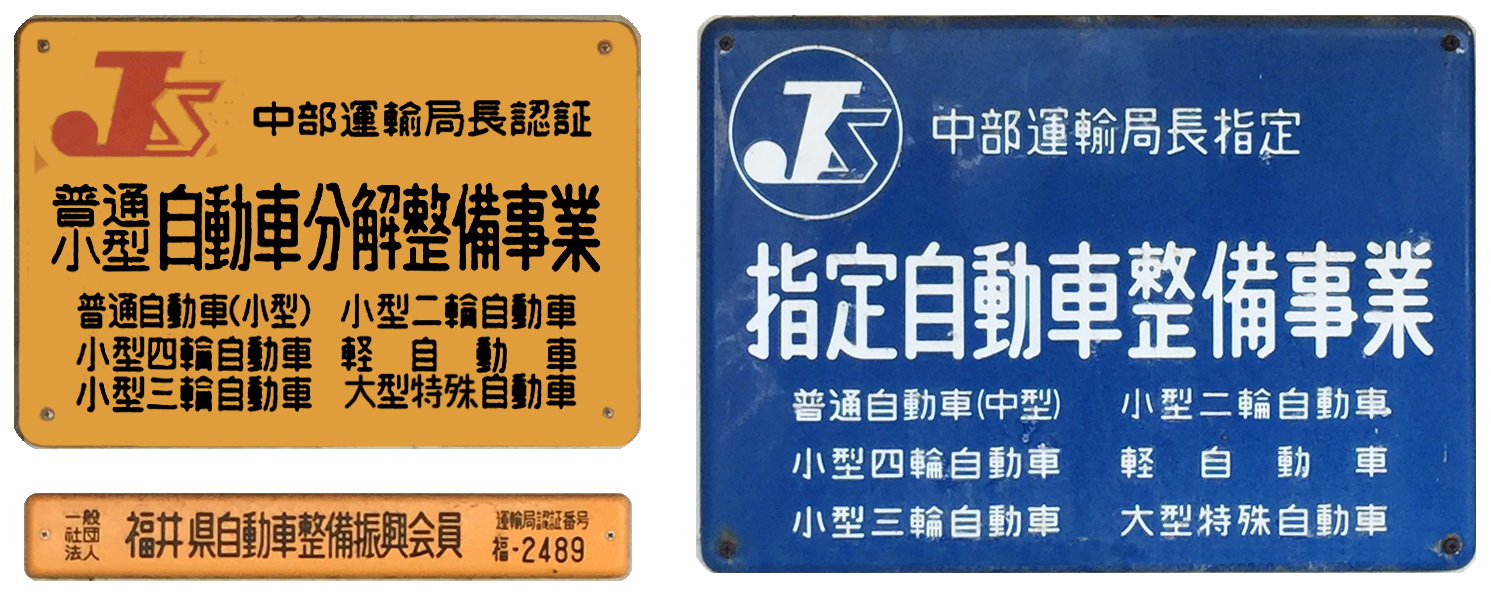 JS 中部運輸局長認証
普通小型自動車分解整備事業
普通自動車(小型) 小型二輪自動車
小型四輪自動車 軽自動車
小型三輪自動車 大型特殊自動車
一般社団法人 福井県自動車整備振興会員 運輸局認証番号 福-2489
JS 中部運輸局長指定
指定自動車整備事業
普通自動車(中型) 小型二輪自動車
小型四輪自動車 軽自動車
小型三輪自動車 大型特殊自動車